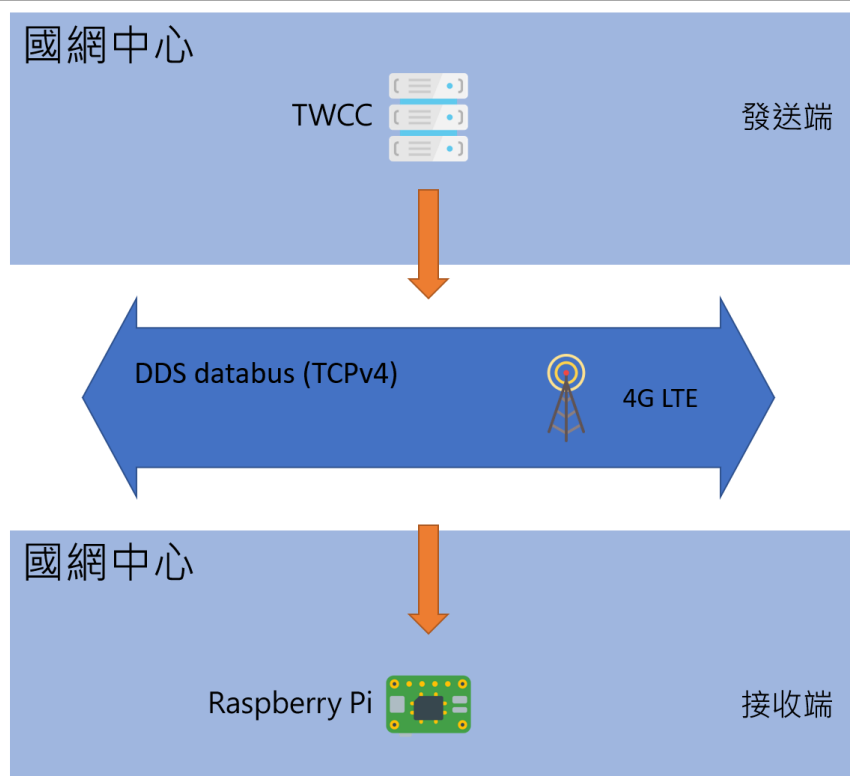 國網中心
TWCC
發送端
DDS databus (TCPv4)
4G LTE
國網中心
Raspberry Pi
接收端